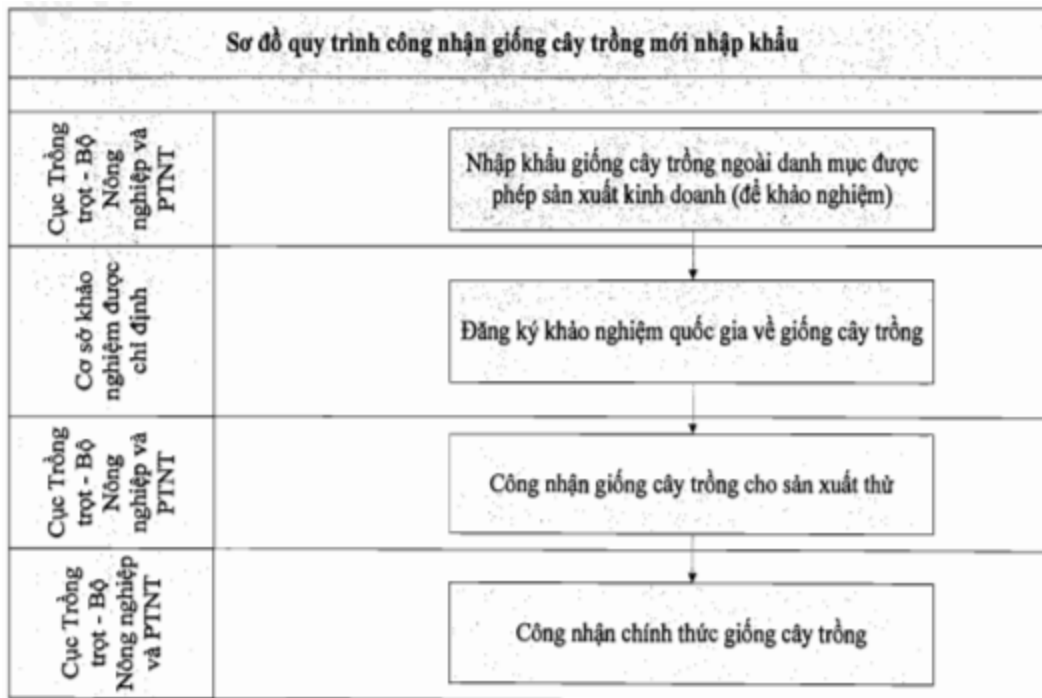 Sơ đồ quy trình công nhận giống cây trồng mới nhập khẩu
Cục Trồng
trọt - Bộ
Nông
nghiệp và
PTNT
Nhập khẩu giống cây trồng ngoài danh mục được
phép sản xuất kinh doanh (để khảo nghiệm)
Cơ sở khảo
nghiệm được
chỉ định
Đăng ký khảo nghiệm quốc gia về giống cây trồng
Cục Trồng
trọt - Bộ
Nông
nghiệp và
PTNT
Công nhận giống cây trồng cho sản xuất thử
Cục Trồng
trọt - Bộ
Nông nghiệp
và PTNT
Công nhận chính thức giống cây trồng